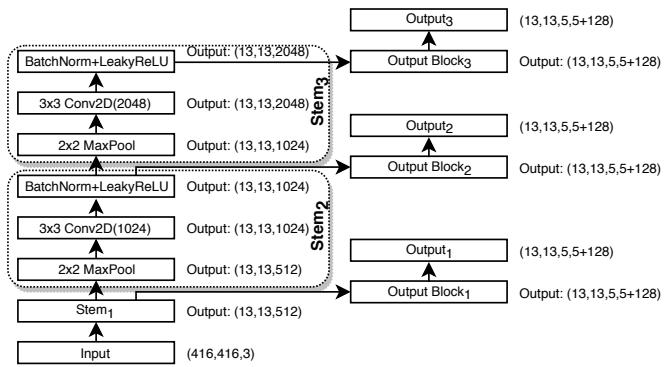 Output3 (13,13,5,5+128)
BatchNorm+LeakyReLU Output: (13,13,2048) Output Block3 Output: (13,13,5,5+128)
3x3 Conv2D(2048) Output: (13,13,2048)
Stem3
2x2 MaxPool Output: (13,13,1024)
Output2 (13,13,5,5+128)
Output Block2 Output: (13,13,5,5+128)
BatchNorm+LeakyReLU Output: (13,13,1024)
3x3 Conv2D(1024) Output: (13,13,1024)
Stem2
2x2 MaxPool Output: (13,13,512)
Output1 (13,13,5,5+128)
Output Block1 Output: (13,13,5,5+128)
Stem1 Output: (13,13,512)
Input (416,416,3)